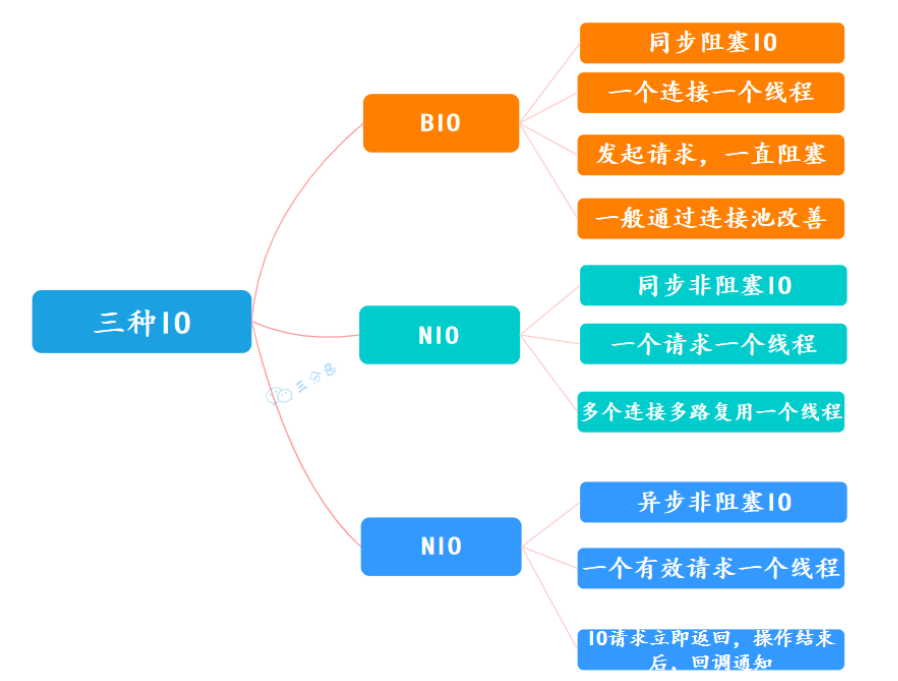 三种IO
BIO
同步阻塞IO
一个连接一个线程
发起请求，一直阻塞
一般通过连接池改善
NIO
同步非阻塞IO
一个请求一个线程
多个连接多路复用一个线程
NIO
异步非阻塞IO
一个有效请求一个线程
IO请求立即返回，操作结束
后，回调通知
三分恶